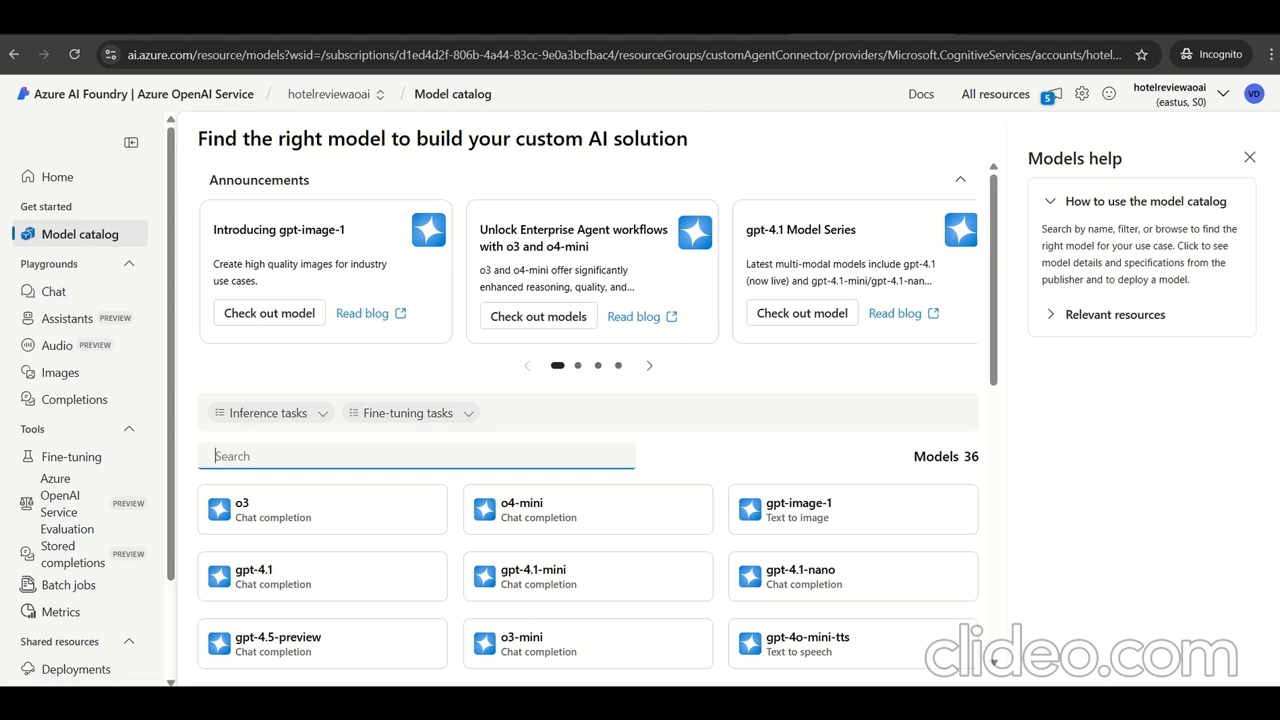 ai.azure.com/resource/models?wsid=/subscriptions/d1ed4d2f-806b-4a44-83cc-9e0a3bcfbac4/resourceGroups/customAgentConnector/providers/Microsoft.CognitiveServices/accounts/hotel...
Incognito
Azure AI Foundry | Azure OpenAI Service
/
hotelreviewaoai
/
Model catalog
Docs
All resources
5
hotelreviewaoai
(eastus, S0)
VD
Home
Get started
Model catalog
Playgrounds
Chat
Assistants PREVIEW
Audio PREVIEW
Images
Completions
Tools
Fine-tuning
Azure
OpenAI
Service
Evaluation
PREVIEW
Stored
completions
PREVIEW
Batch jobs
Metrics
Shared resources
Deployments
Find the right model to build your custom AI solution
Announcements
Introducing gpt-image-1
Create high quality images for industry
use cases.
Check out model
Read blog
Unlock Enterprise Agent workflows
with o3 and o4-mini
o3 and o4-mini offer significantly
enhanced reasoning, quality, and...
Check out models
Read blog
gpt-4.1 Model Series
Latest multi-modal models include gpt-4.1
(now live) and gpt-4.1-mini/gpt-4.1-nan...
Check out model
Read blog
Inference tasks
Fine-tuning tasks
Search
Models 36
o3
Chat completion
o4-mini
Chat completion
gpt-image-1
Text to image
gpt-4.1
Chat completion
gpt-4.1-mini
Chat completion
gpt-4.1-nano
Chat completion
gpt-4.5-preview
Chat completion
o3-mini
Chat completion
gpt-4o-mini-tts
Text to speech
Models help
How to use the model catalog
Search by name, filter, or browse to find the
right model for your use case. Click to see
model details and specifications from the
publisher and to deploy a model.
Relevant resources
clideo.com